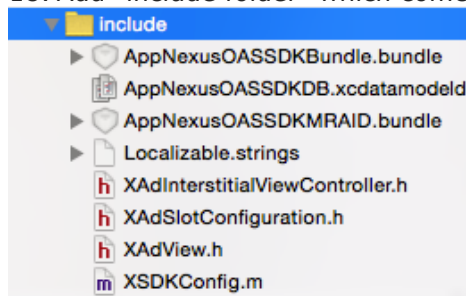 include
AppNexusOASSDKBundle.bundle
AppNexusOASSDKDB.xcdatamodeld
AppNexusOASSDKMRAID.bundle
Localizable.strings
h XAdInterstitialViewController.h
h XAdSlotConfiguration.h
h XAdView.h
m XSDKConfig.m